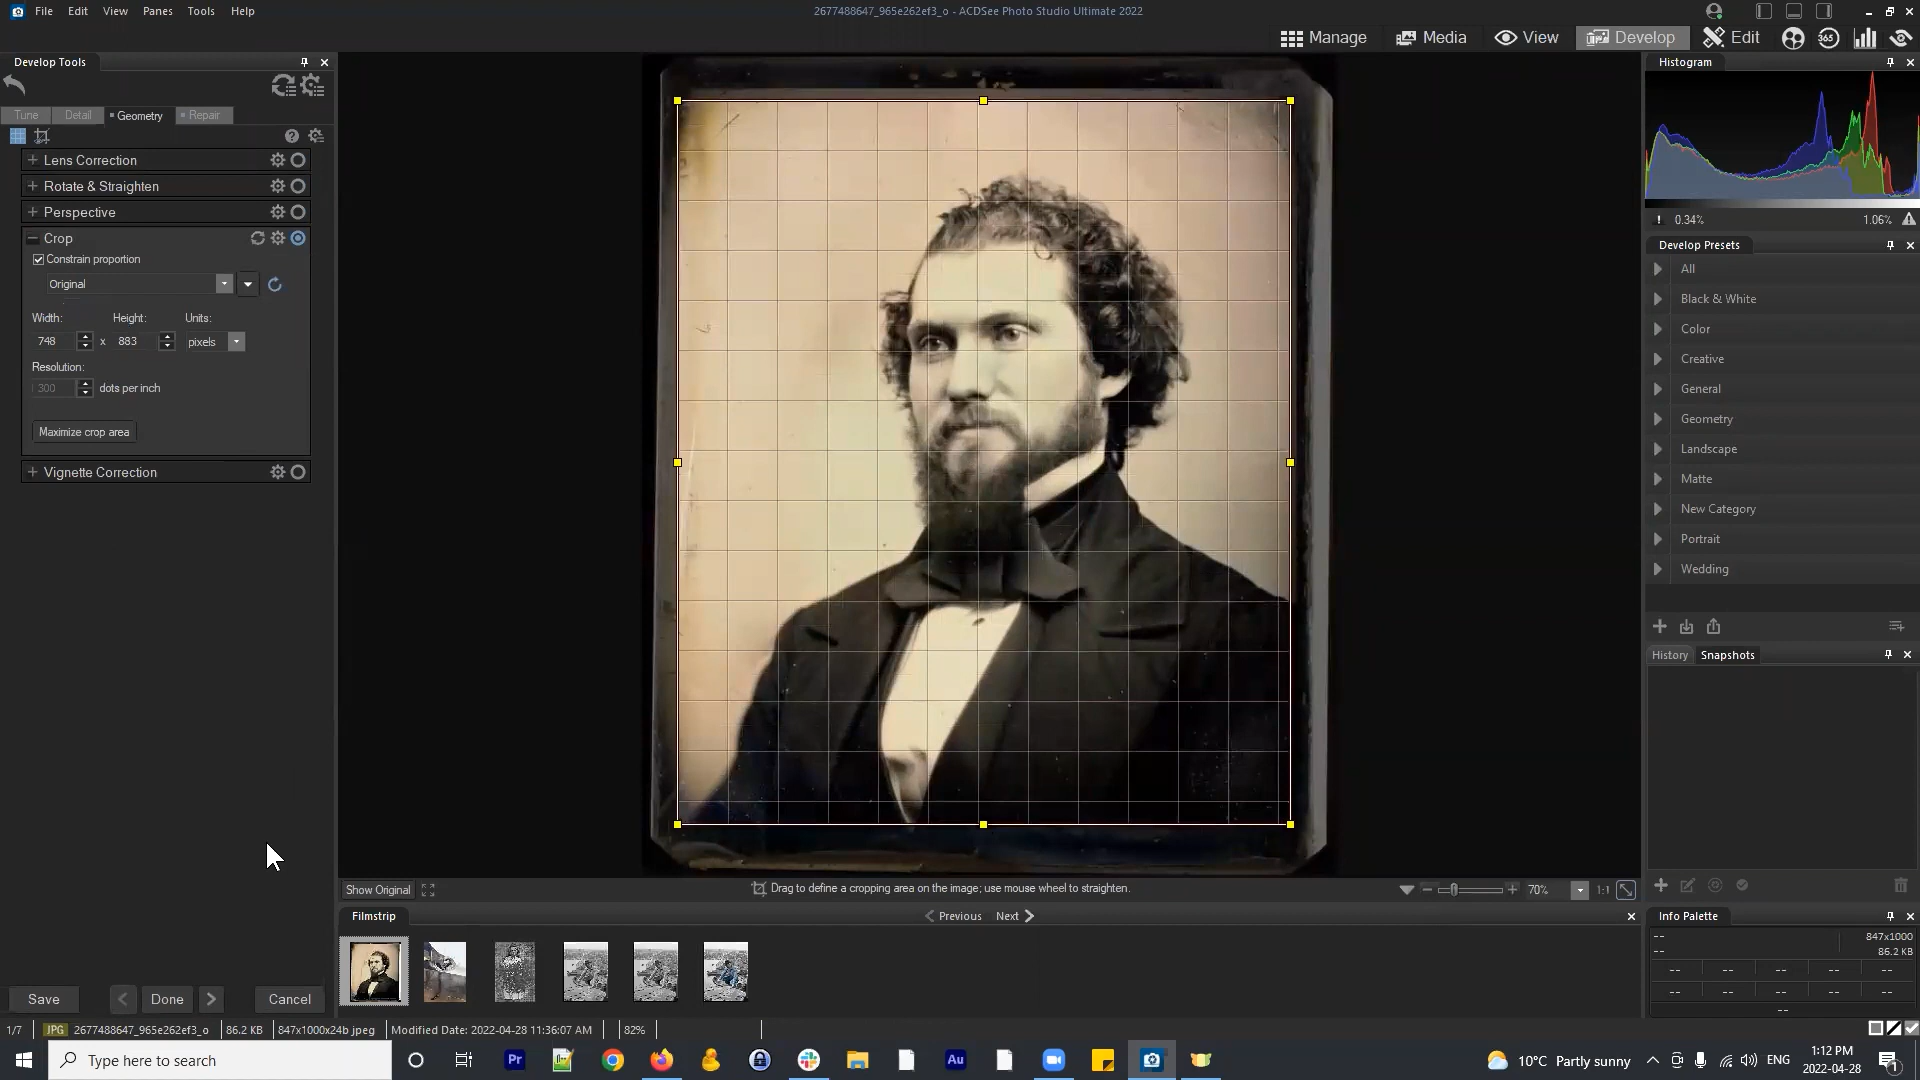 File Edit View Panes Tools Help
2677488647_965e262ef3_o - ACDSee Photo Studio Ultimate 2022
Manage Media View Develop Edit 365
Develop Tools
Tune Detail Geometry Repair
Lens Correction
Rotate & Straighten
Perspective
Crop
Constrain proportion
Original
Width: Height: Units:
748 x 883 pixels
Resolution:
300 dots per inch
Maximize crop area
Vignette Correction
Histogram
0.34% 1.06%
Develop Presets
All
Black & White
Color
Creative
General
Geometry
Landscape
Matte
New Category
Portrait
Wedding
History Snapshots
Show Original
Drag to define a cropping area on the image; use mouse wheel to straighten.
70% 1:1
Filmstrip
Previous Next
Info Palette
-- 847x1000
-- 86.2 KB
-- -- -- -- --
-- -- -- -- --
--
Save Done Cancel
1/7 JPG 2677488647_965e262ef3_o 86.2 KB 847x1000x24b jpeg Modified Date: 2022-04-28 11:36:07 AM 82%
Type here to search
Pr Au
10°C Partly sunny ENG
1:12 PM
2022-04-28
1